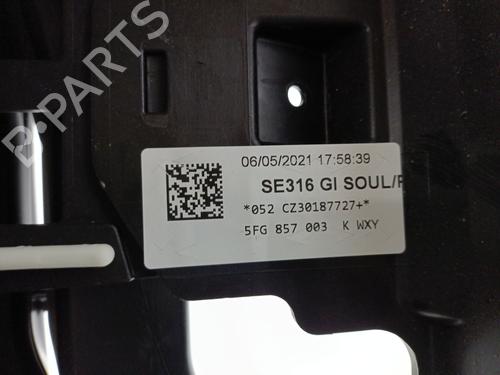 B-PARTS
06/05/2021 17:58:39
SE316 GI SOUL/
*052 CZ30187727+*
5FG 857 003 K WXY